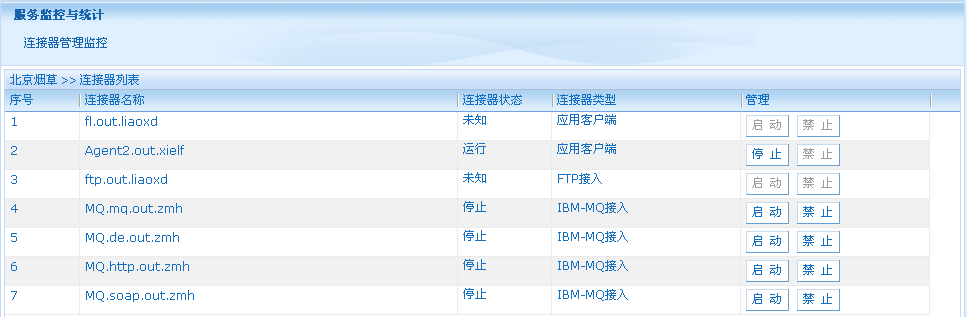 服务监控与统计
连接器管理监控
北京烟草 >> 连接器列表
序号 连接器名称 连接器状态 连接器类型 管理
1 fl.out.liaoxd 未知 应用客户端 启 动 禁 止
2 Agent2.out.xielf 运行 应用客户端 停 止 禁 止
3 ftp.out.liaoxd 未知 FTP接入 启 动 禁 止
4 MQ.mq.out.zmh 停止 IBM-MQ接入 启 动 禁 止
5 MQ.de.out.zmh 停止 IBM-MQ接入 启 动 禁 止
6 MQ.http.out.zmh 停止 IBM-MQ接入 启 动 禁 止
7 MQ.soap.out.zmh 停止 IBM-MQ接入 启 动 禁 止